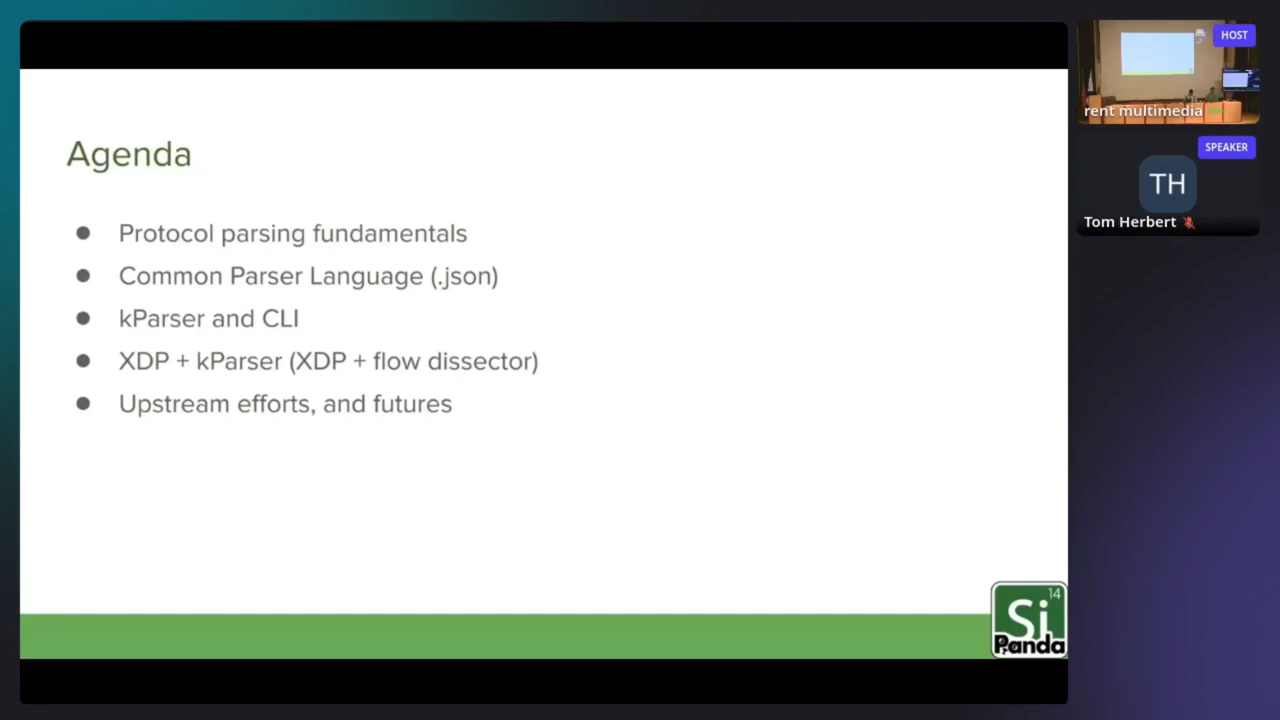 Agenda
● Protocol parsing fundamentals
● Common Parser Language (.json)
● kParser and CLI
● XDP + kParser (XDP + flow dissector)
● Upstream efforts, and futures
14
Si
Panda
HOST
rent multimedia
SPEAKER
TH
Tom Herbert